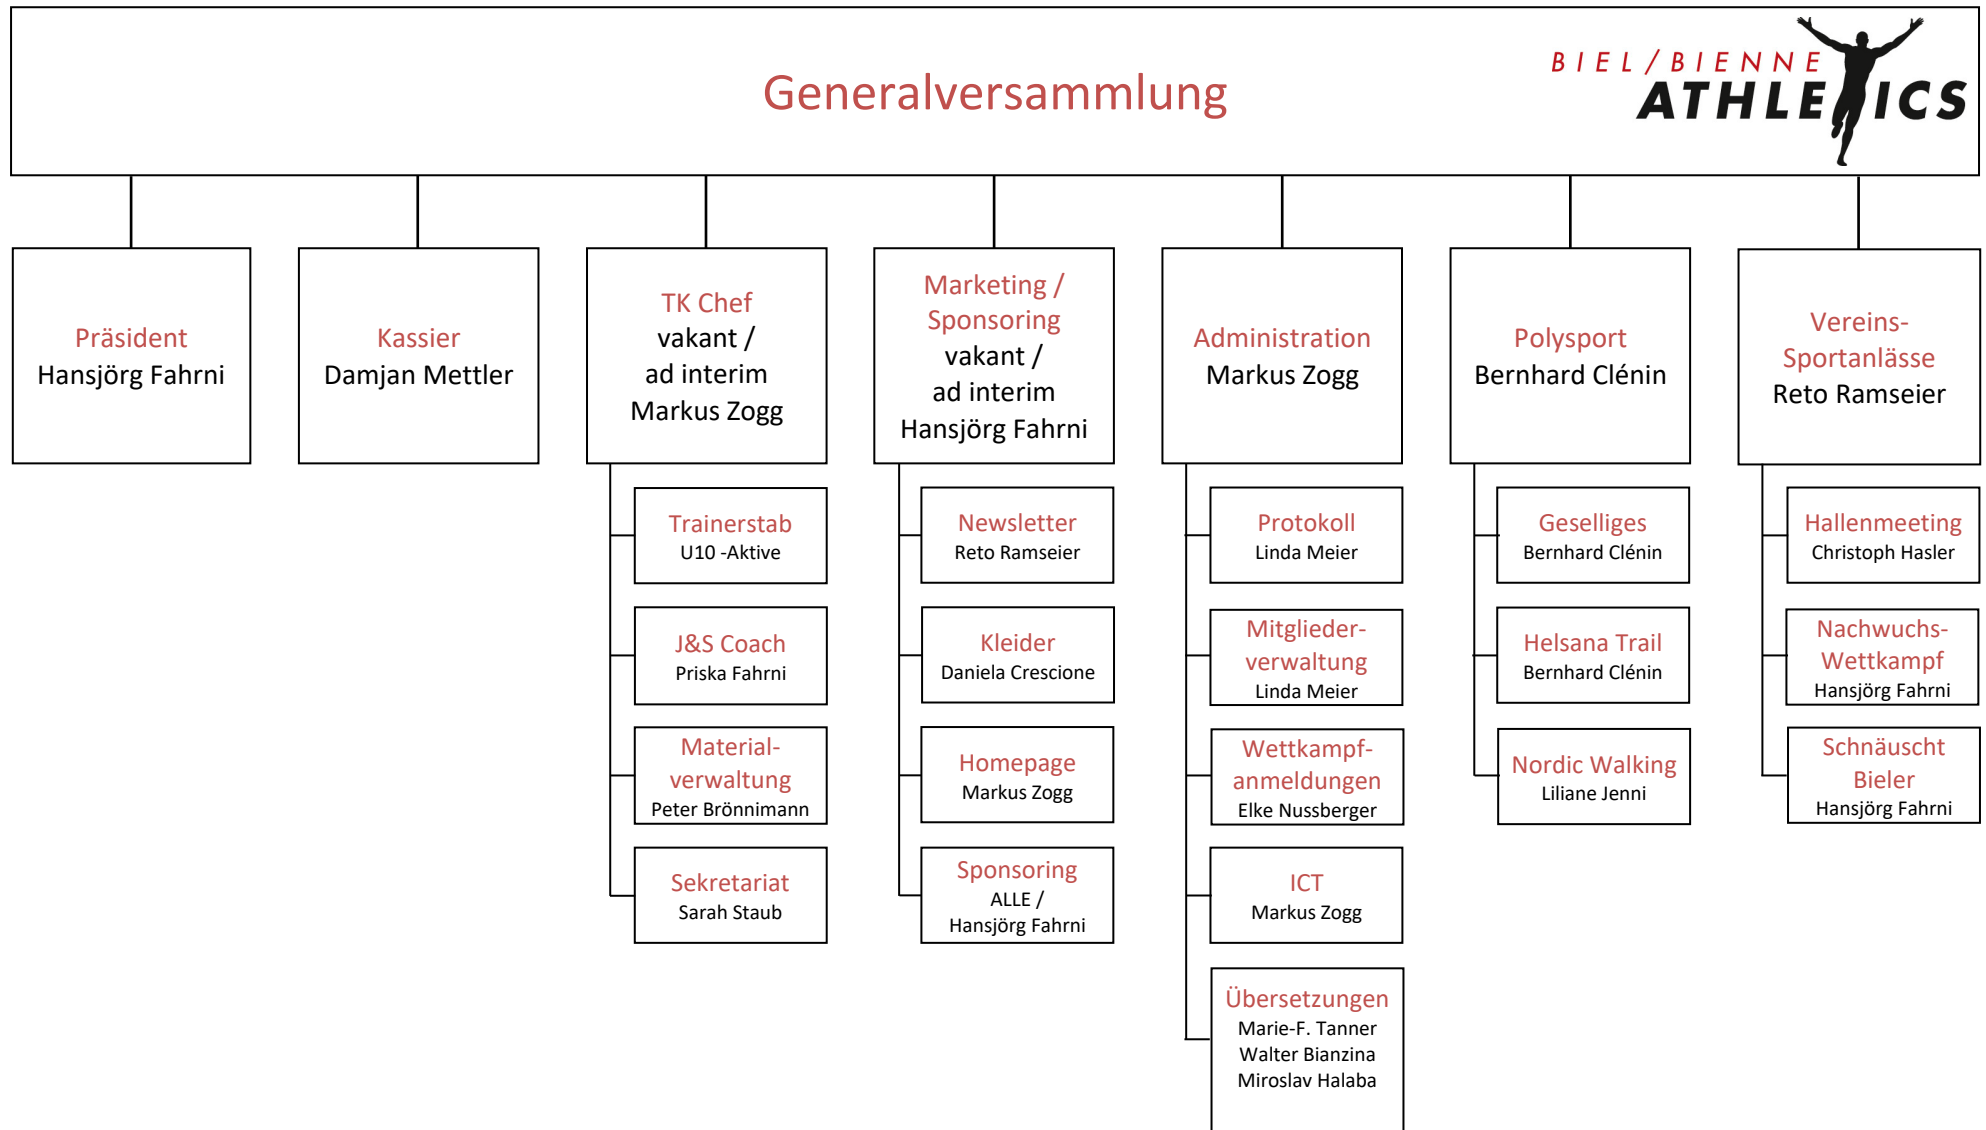 Generalversammlung
BIEL/BIENNE
ATHLETICS
Präsident
Hansjörg Fahrni
Kassier
Damjan Mettler
TK Chef
vakant /
ad interim
Markus Zogg
Marketing /
Sponsoring
vakant /
ad interim
Hansjörg Fahrni
Administration
Markus Zogg
Polysport
Bernhard Clénin
Vereins-
Sportanlässe
Reto Ramseier
Trainerstab
U10 -Aktive
J&S Coach
Priska Fahrni
Material-
verwaltung
Peter Brönnimann
Sekretariat
Sarah Staub
Newsletter
Reto Ramseier
Kleider
Daniela Crescione
Homepage
Markus Zogg
Sponsoring
ALLE /
Hansjörg Fahrni
Protokoll
Linda Meier
Mitglieder-
verwaltung
Linda Meier
Wettkampf-
anmeldungen
Elke Nussberger
ICT
Markus Zogg
Übersetzungen
Marie-F. Tanner
Walter Bianzina
Miroslav Halaba
Geselliges
Bernhard Clénin
Helsana Trail
Bernhard Clénin
Nordic Walking
Liliane Jenni
Hallenmeeting
Christoph Hasler
Nachwuchs-
Wettkampf
Hansjörg Fahrni
Schnäuscht
Bieler
Hansjörg Fahrni